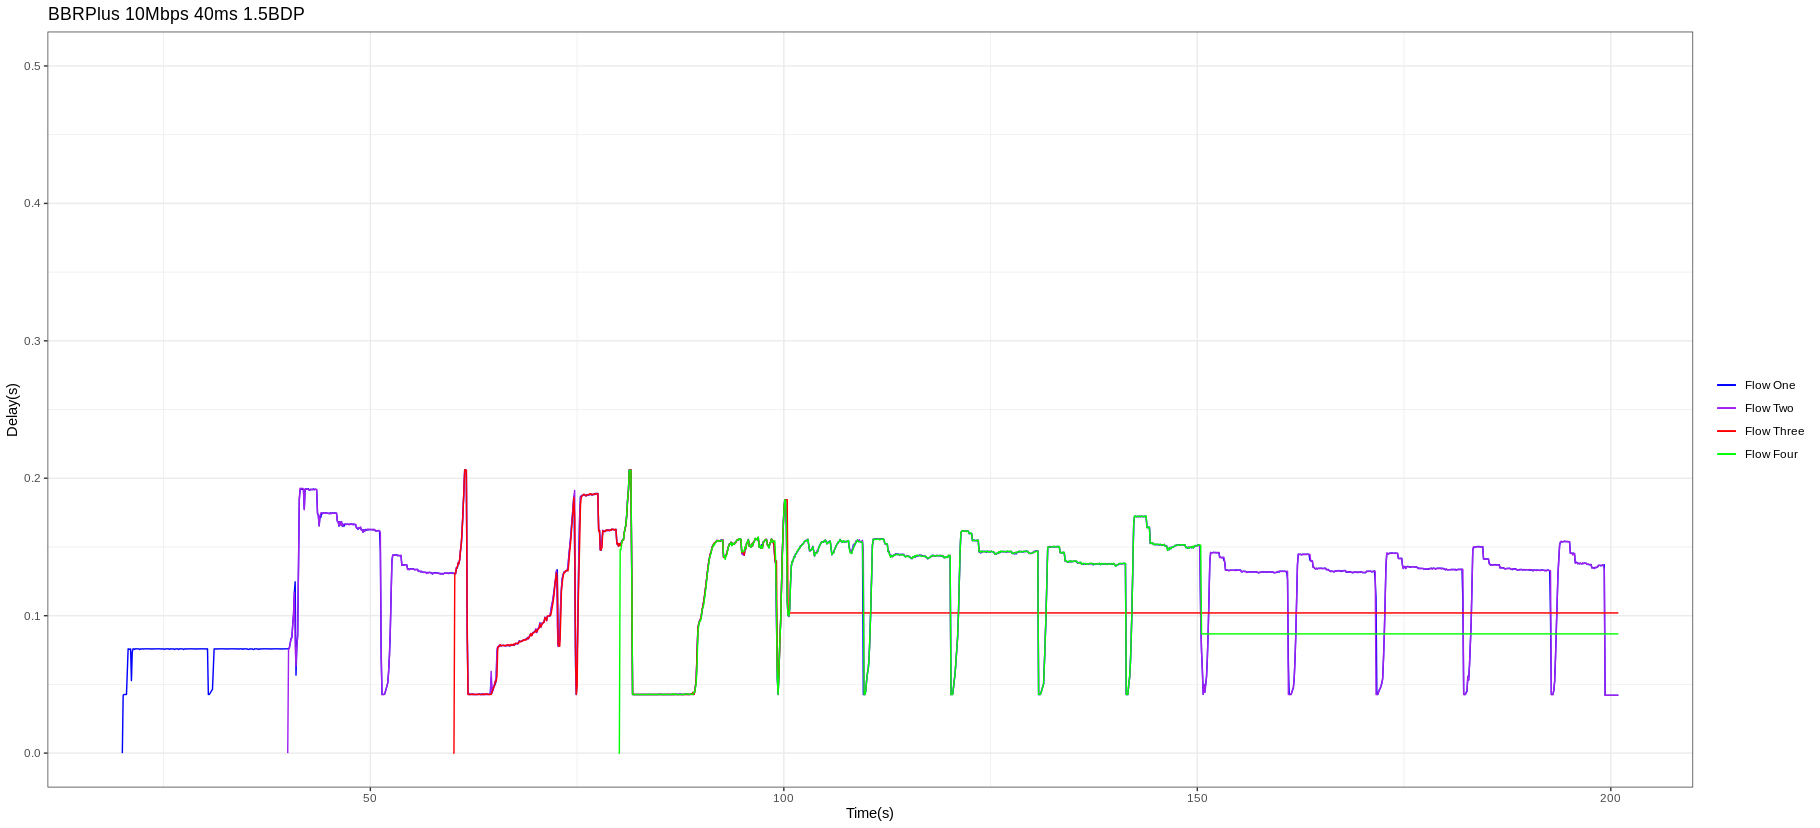 BBRPlus 10Mbps 40ms 1.5BDP
0.5
0.4
0.3
0.2
0.1
0.0
Delay(s)
50
100
150
200
Time(s)
Flow One
Flow Two
Flow Three
Flow Four